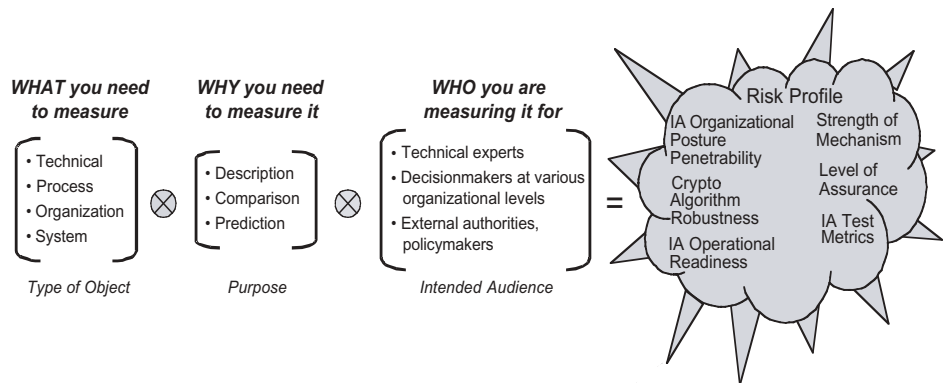 WHAT you need
to measure
• Technical
• Process
• Organization
• System
Type of Object
WHY you need
to measure it
• Description
• Comparison
• Prediction
Purpose
WHO you are
measuring it for
• Technical experts
• Decisionmakers at various
organizational levels
• External authorities,
policymakers
Intended Audience
=
Risk Profile
IA Organizational
Posture
Penetrability
Crypto
Algorithm
Robustness
IA Operational
Readiness
Strength of
Mechanism
Level of
Assurance
IA Test
Metrics